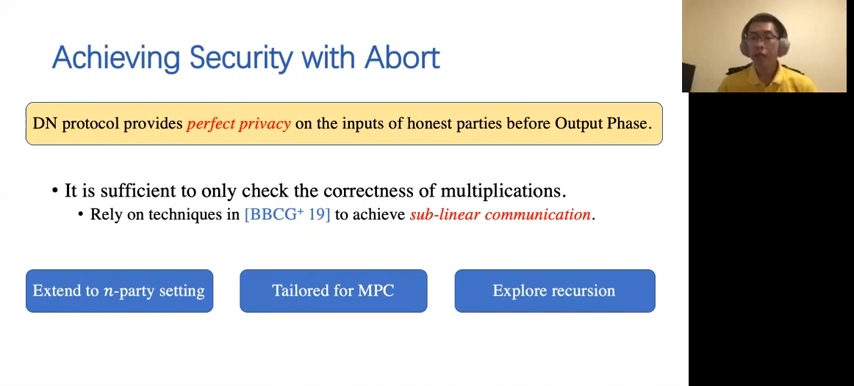 Achieving Security with Abort
DN protocol provides perfect privacy on the inputs of honest parties before Output Phase.
• It is sufficient to only check the correctness of multiplications.
• Rely on techniques in [BBCG+ 19] to achieve sub-linear communication.
Extend to n-party setting
Tailored for MPC
Explore recursion